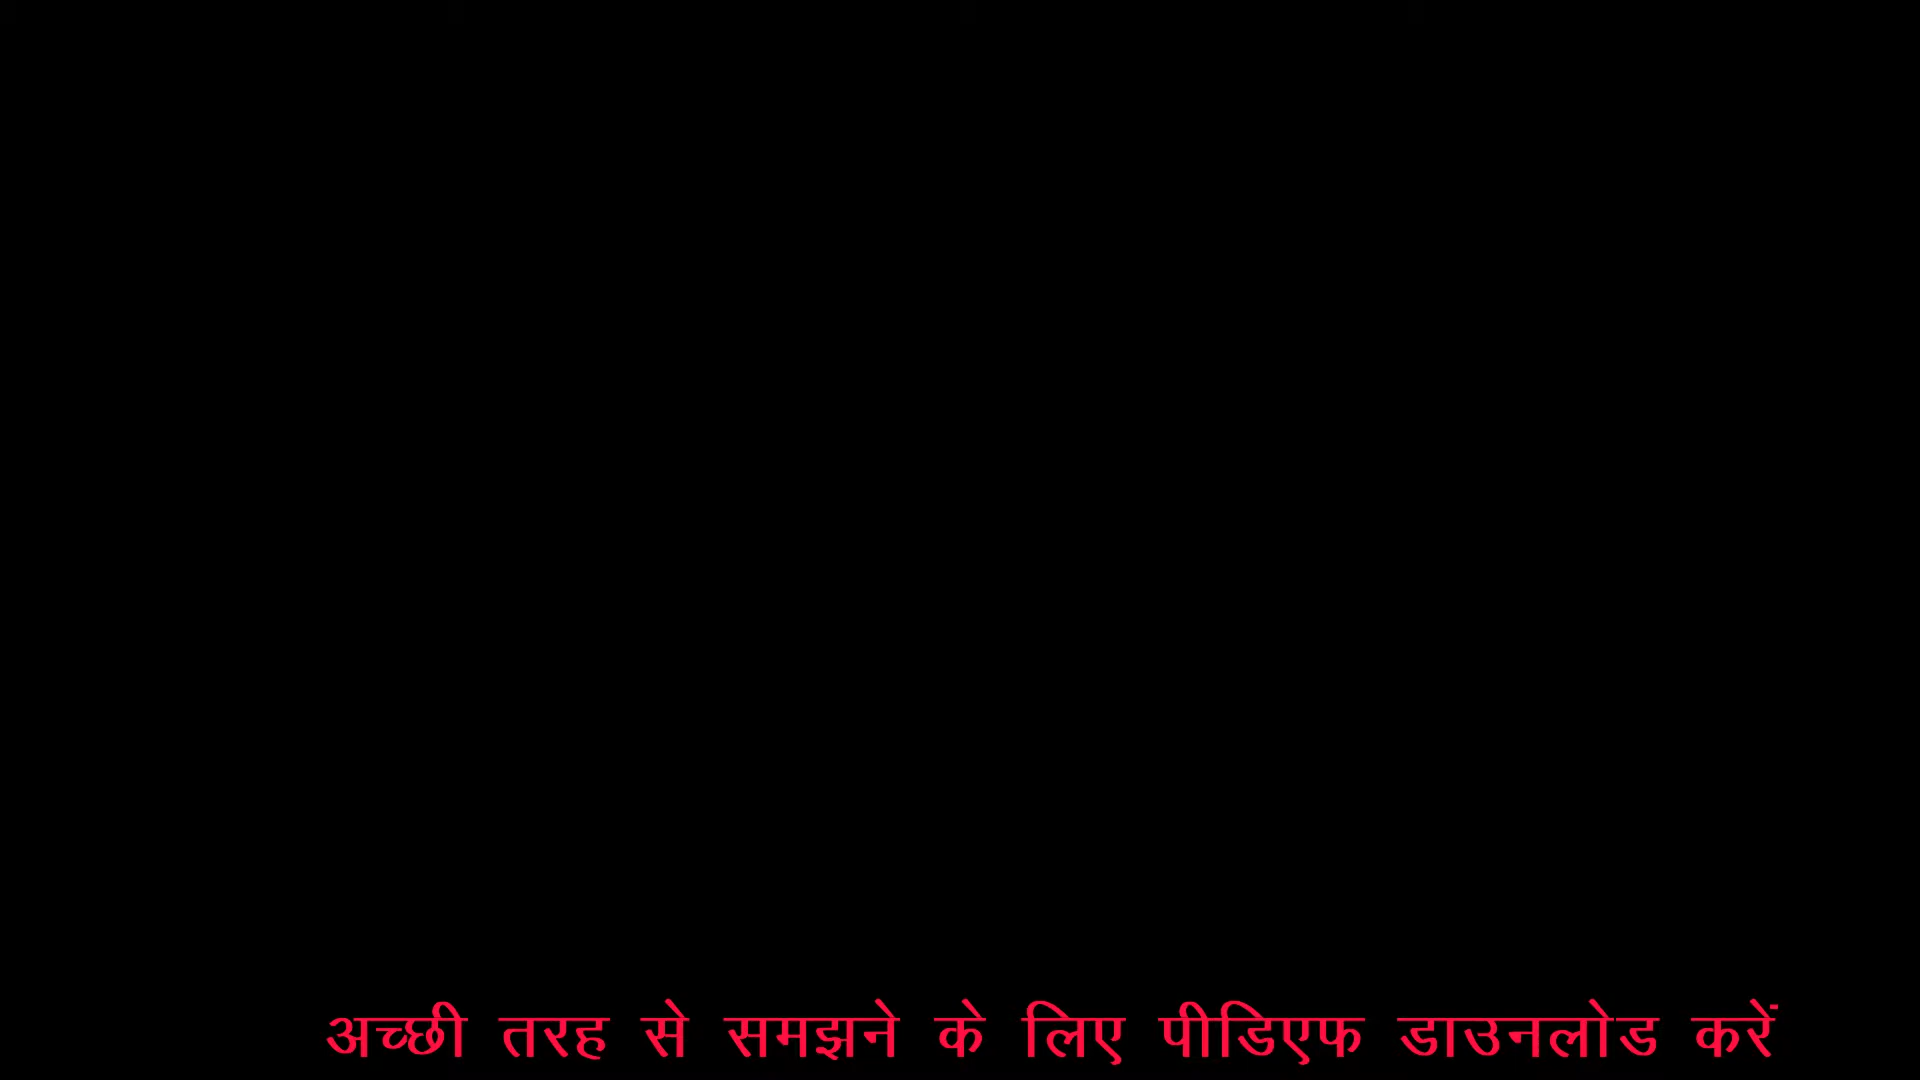 अच्छी तरह से समझने के लिए पीडिएफ डाउनलोड करें